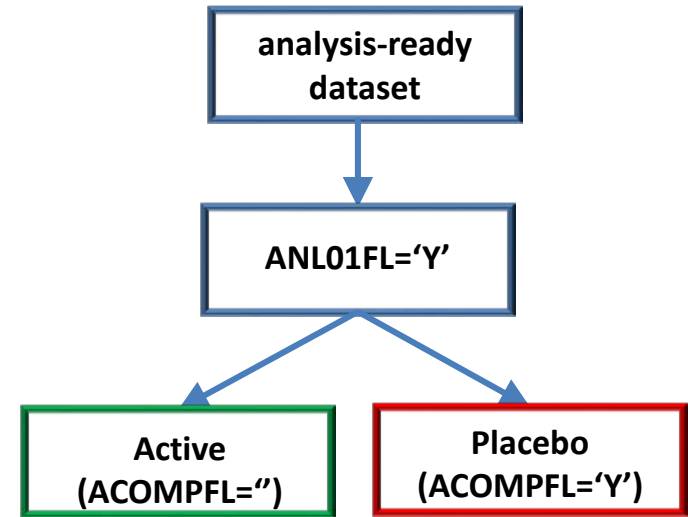 analysis-ready
dataset
ANL01FL=‘Y’
Active
(ACOMPFL=‘’)
Placebo
(ACOMPFL=‘Y’)